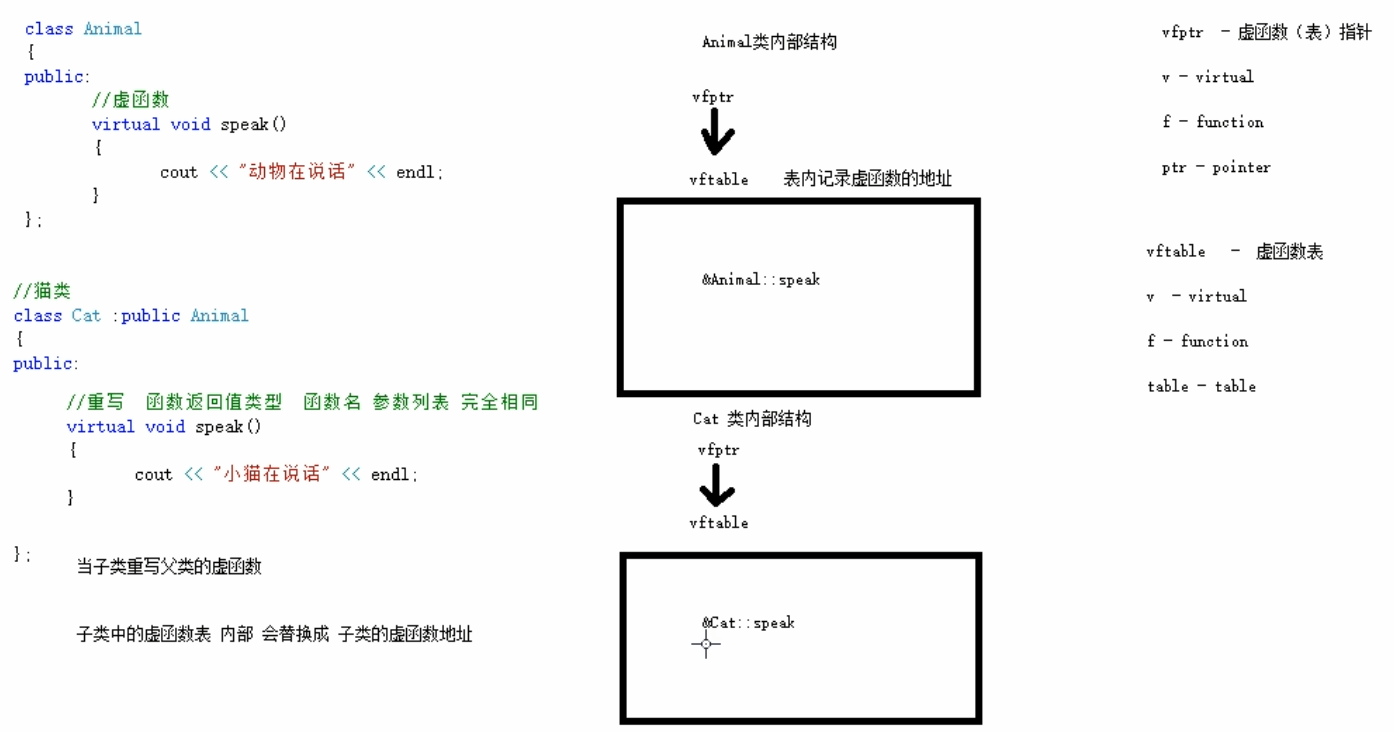 class Animal
{
public:
//虚函数
virtual void speak()
{
cout << "动物在说话" << endl;
}
};
//猫类
class Cat :public Animal
{
public:
//重写 函数返回值类型 函数名 参数列表 完全相同
virtual void speak()
{
cout << "小猫在说话" << endl;
}
};
当子类重写父类的虚函数
子类中的虚函数表 内部 会替换成 子类的虚函数地址
Animal类内部结构
vfptr
vftable 表内记录虚函数的地址
&Animal::speak
Cat 类内部结构
vfptr
vftable
&Cat::speak
vfptr - 虚函数（表）指针
v - virtual
f - function
ptr - pointer
vftable - 虚函数表
v - virtual
f - function
table - table